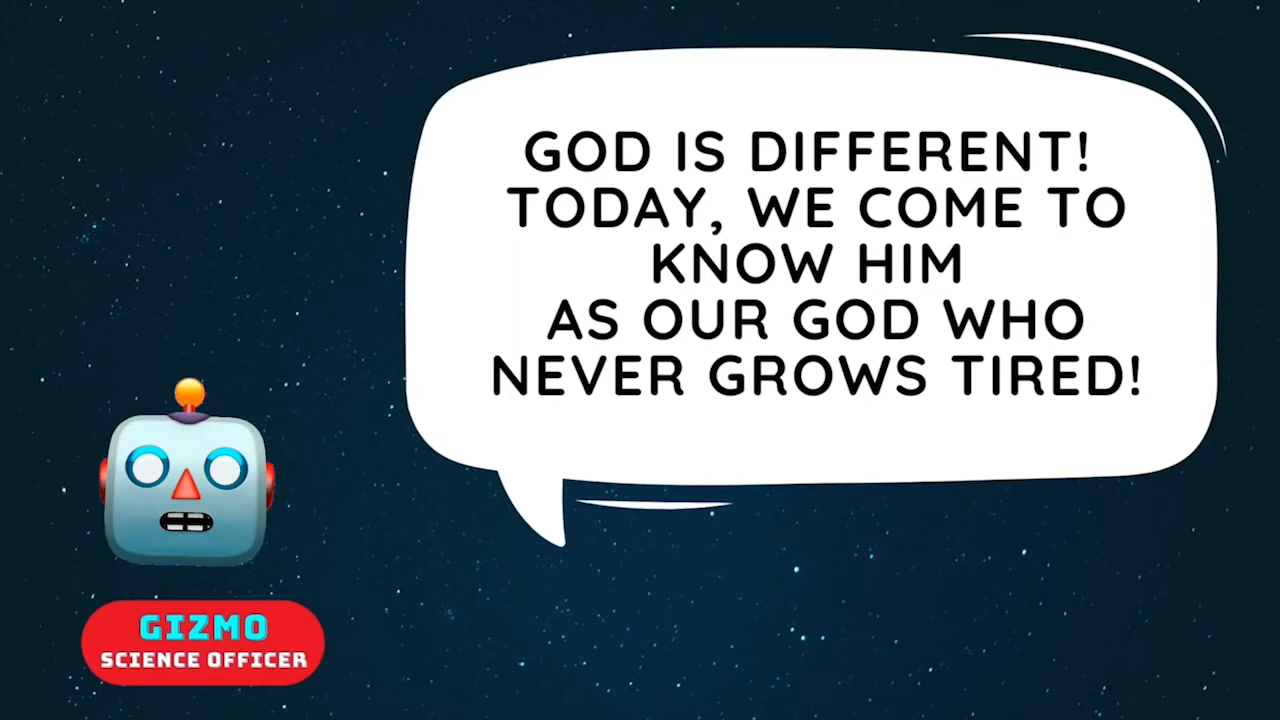 GOD IS DIFFERENT!
TODAY, WE COME TO
KNOW HIM
AS OUR GOD WHO
NEVER GROWS TIRED!
GIZMO
SCIENCE OFFICER